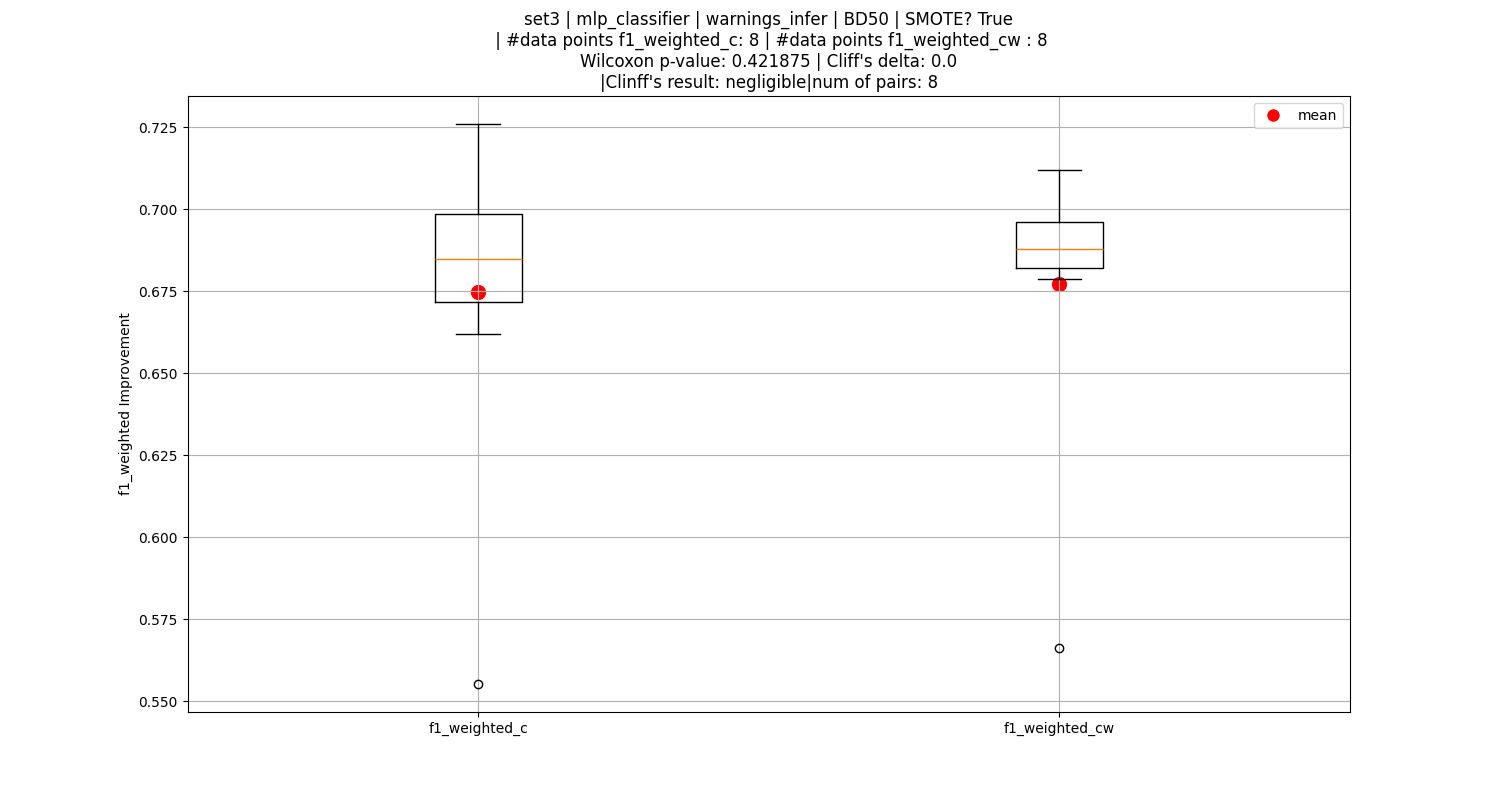 set3 | mlp_classifier | warnings_infer | BD50 | SMOTE? True
| #data points f1_weighted_c: 8 | #data points f1_weighted_cw : 8
Wilcoxon p-value: 0.421875 | Cliff's delta: 0.0
|Clinff's result: negligible|num of pairs: 8
mean
f1_weighted Improvement
0.725
0.700
0.675
0.650
0.625
0.600
0.575
0.550
f1_weighted_c
f1_weighted_cw